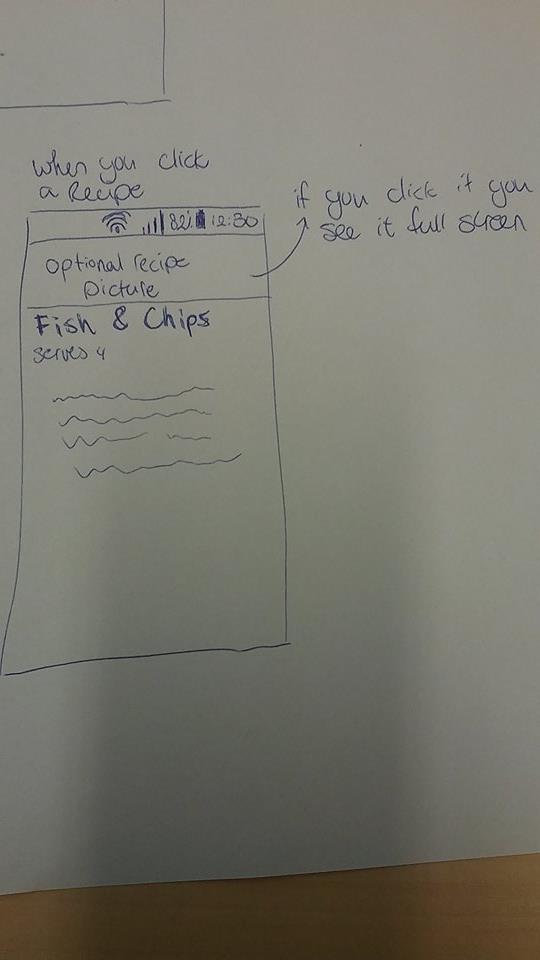 when you click
a Recipe
82% 12:30
optional recipe
picture
if you click it you
see it full screen
Fish & Chips
serves 4